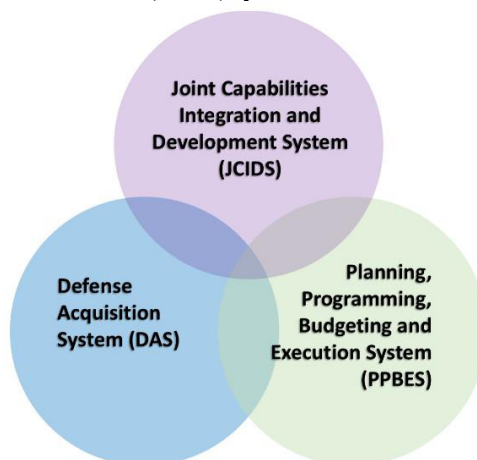 Joint Capabilities
Integration and
Development System
(JCIDS)
Defense
Acquisition
System (DAS)
Planning,
Programming,
Budgeting and
Execution System
(PPBES)